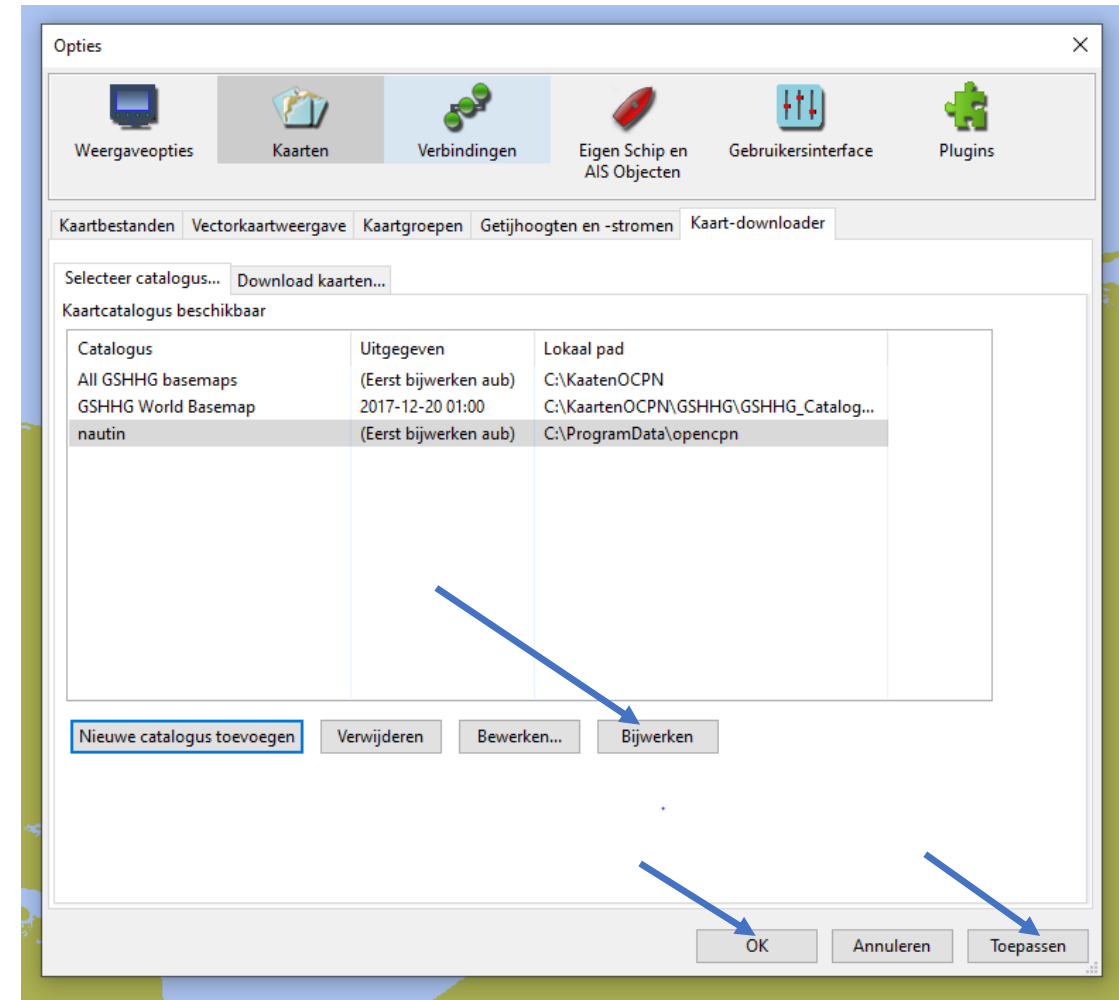 Opties
Weergaveopties
Kaarten
Verbindingen
Eigen Schip en
AIS Objecten
Gebruikersinterface
Plugins
Kaartbestanden Vectorkaartweergave Kaartgroepen Getijhoogten en -stromen Kaart-downloader
Selecteer catalogus... Download kaarten...
Kaartcatalogus beschikbaar
Catalogus Uitgegeven Lokaal pad
All GSHHG basemaps (Eerst bijwerken aub) C:\KaatenOCPN
GSHHG World Basemap 2017-12-20 01:00 C:\KaartenOCPN\GSHHG\GSHHG_Catalog...
nautin (Eerst bijwerken aub) C:\ProgramData\opencpn
Nieuwe catalogus toevoegen Verwijderen Bewerken... Bijwerken
OK Annuleren Toepassen